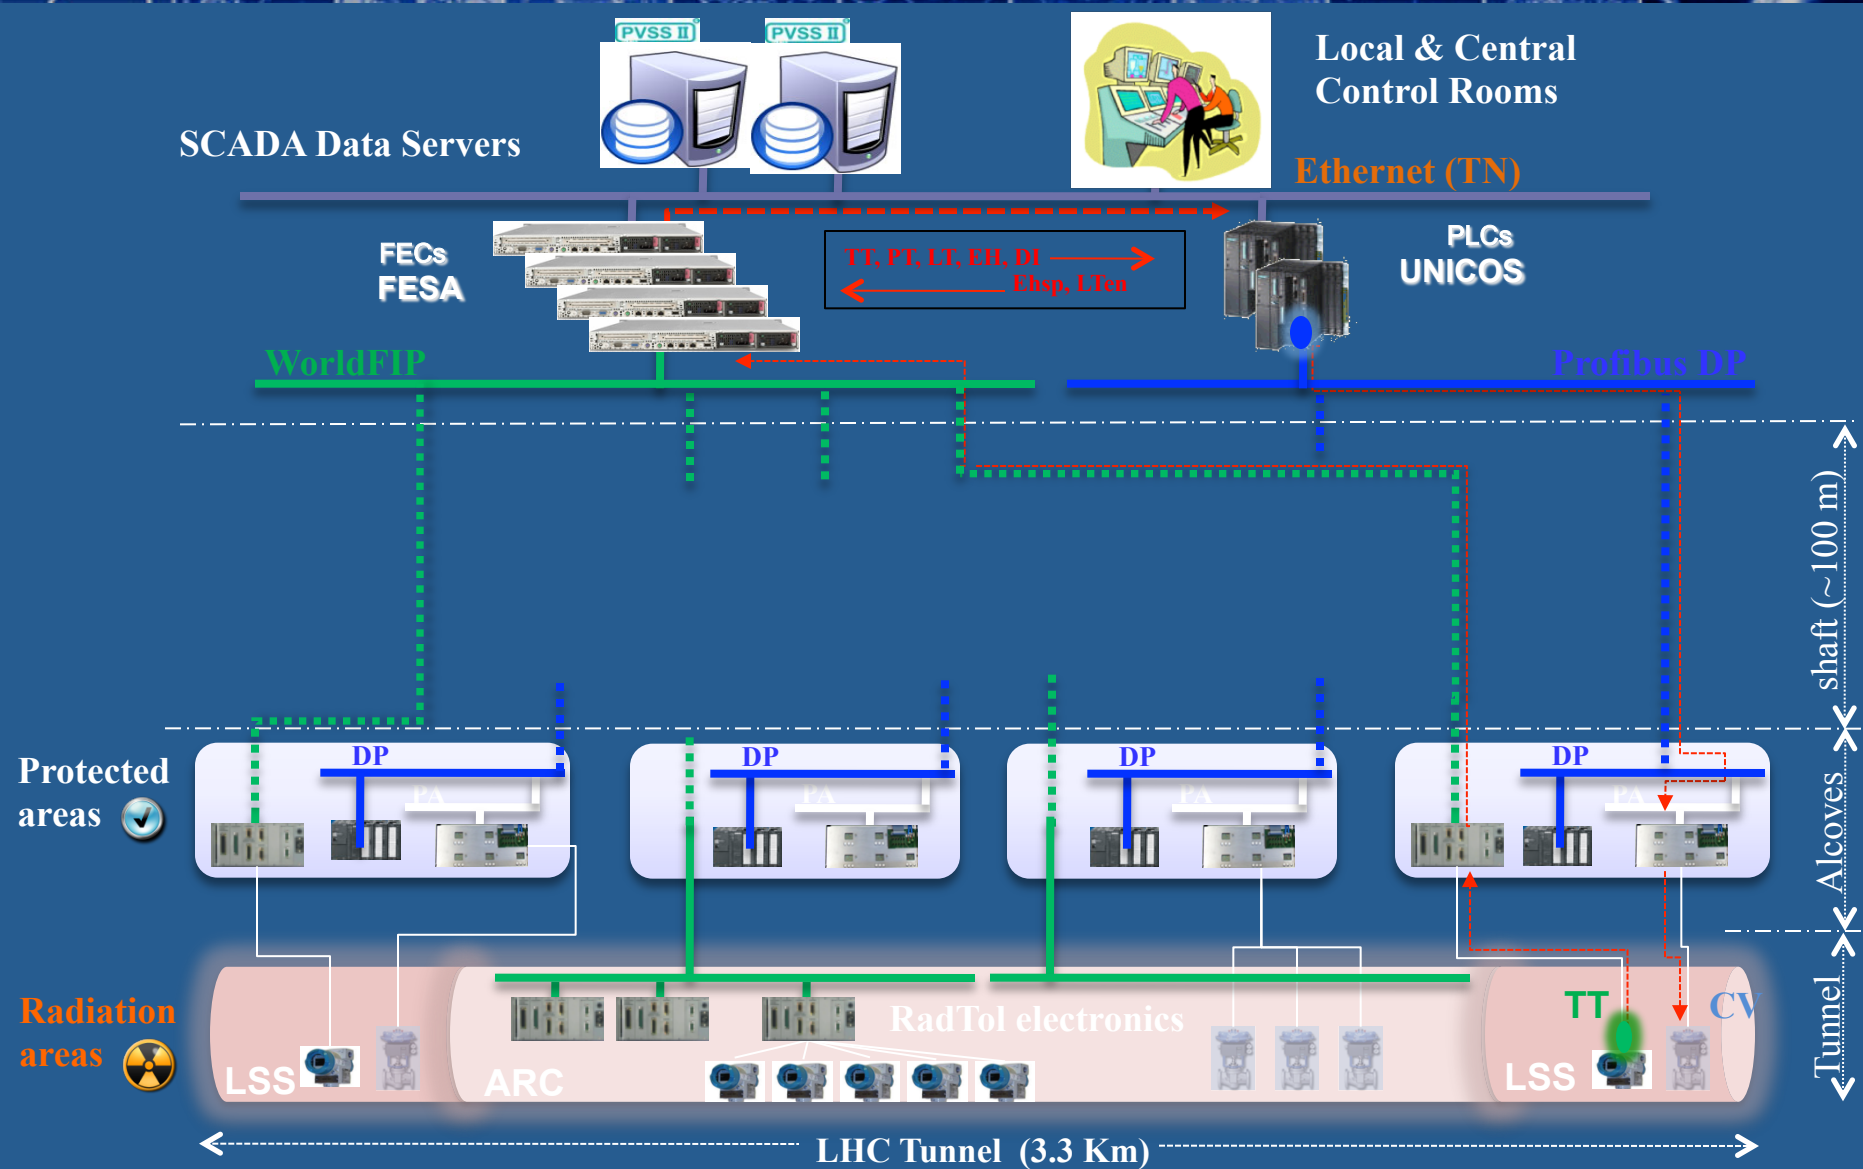 PVSS II
PVSS II
Local & Central
Control Rooms
SCADA Data Servers
Ethernet (TN)
FECs
FESA
TT, PT, LT, EH, DI
Ehsp, LTen
PLCs
UNICOS
WorldFIP
Profibus DP
shaft (~100 m)
Protected
areas
DP
PA
DP
PA
DP
PA
DP
PA
Alcoves
Radiation
areas
LSS
ARC
RadTol electronics
LSS
TT
CV
Tunnel
LHC Tunnel (3.3 Km)